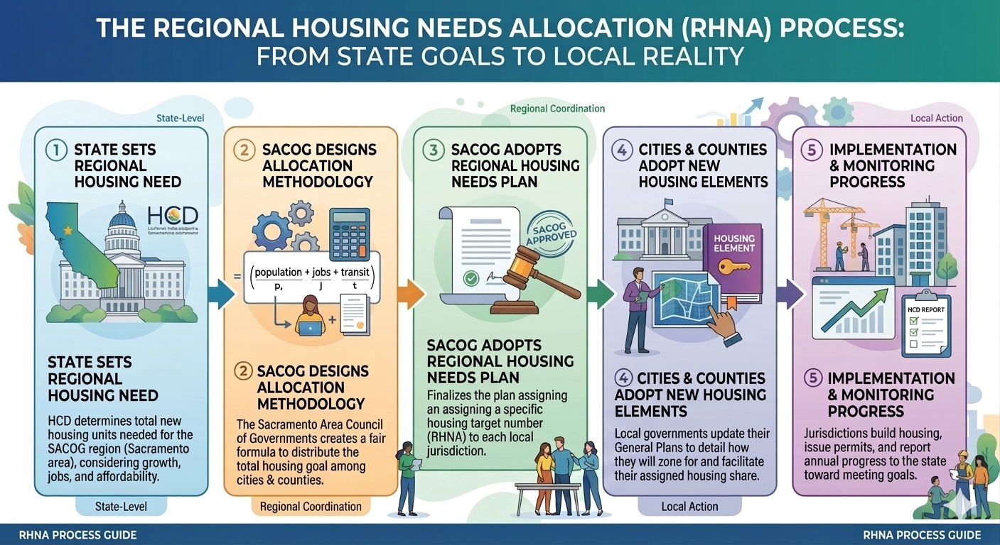 THE REGIONAL HOUSING NEEDS ALLOCATION (RHNA) PROCESS:
FROM STATE GOALS TO LOCAL REALITY
State-Level
1 STATE SETS
REGIONAL
HOUSING NEED
HCD
STATE SETS
REGIONAL
HOUSING NEED
HCD determines total new
housing units needed for the
SACOG region (Sacramento
area), considering growth,
jobs, and affordability.
State-Level
2 SACOG DESIGNS
ALLOCATION
METHODOLOGY
= (population + jobs + transit)
p, J t
+
2 SACOG DESIGNS
ALLOCATION
METHODOLOGY
The Sacramento Area Council
of Governments creates a fair
formula to distribute the
total housing goal among
cities & counties.
Regional Coordination
Regional Coordination
3 SACOG ADOPTS
REGIONAL HOUSING
NEEDS PLAN
SACOG
APPROVED
SACOG ADOPTS
REGIONAL HOUSING
NEEDS PLAN
Finalizes the plan assigning
an assigning a specific
housing target number
(RHNA) to each local
jurisdiction.
4 CITIES & COUNTIES
ADOPT NEW
HOUSING ELEMENTS
HOUSING
ELEMENT
4 CITIES & COUNTIES
ADOPT NEW HOUSING
ELEMENTS
Local governments update their
General Plans to detail how
they will zone for and facilitate
their assigned housing share.
Local Action
Local Action
5 IMPLEMENTATION
& MONITORING
PROGRESS
NCD REPORT
5 IMPLEMENTATION
& MONITORING
PROGRESS
Jurisdictions build housing,
issue permits, and report
annual progress to the state
toward meeting goals.
RHNA PROCESS GUIDE
RHNA PROCESS GUIDE